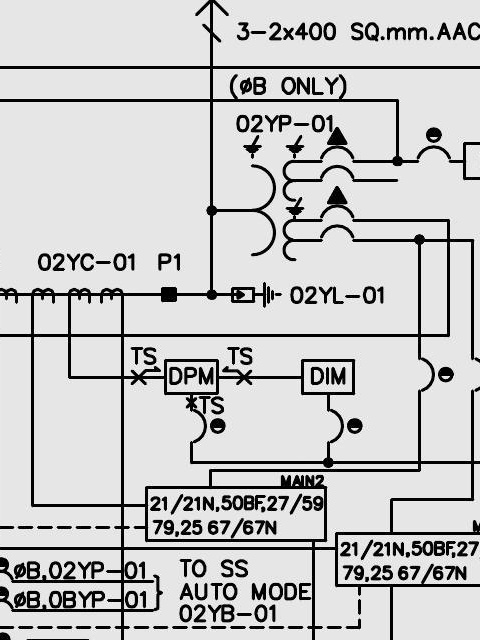 3-2x400 SQ.mm.AAC
(øB ONLY)
02YP-01
02YC-01 P1
02YL-01
TS TS
DPM DIM
TS
MAIN2
21/21N,50BF,27/59
79,25 67/67N
21/21N,50BF,27
79,25 67/67N
øB,02YP-01
øB,0BYP-01
TO SS
AUTO MODE
02YB-01